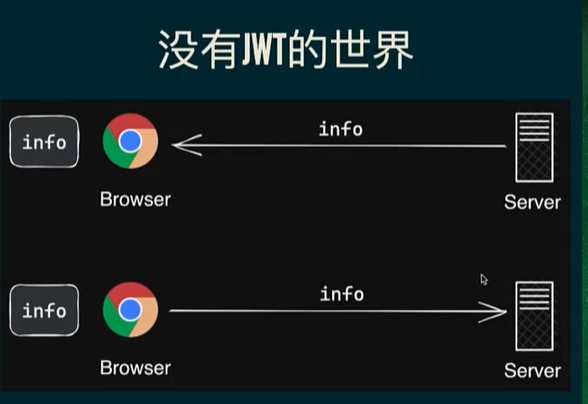 没有JWT的世界
info
info
Browser
Server
info
info
Browser
Server